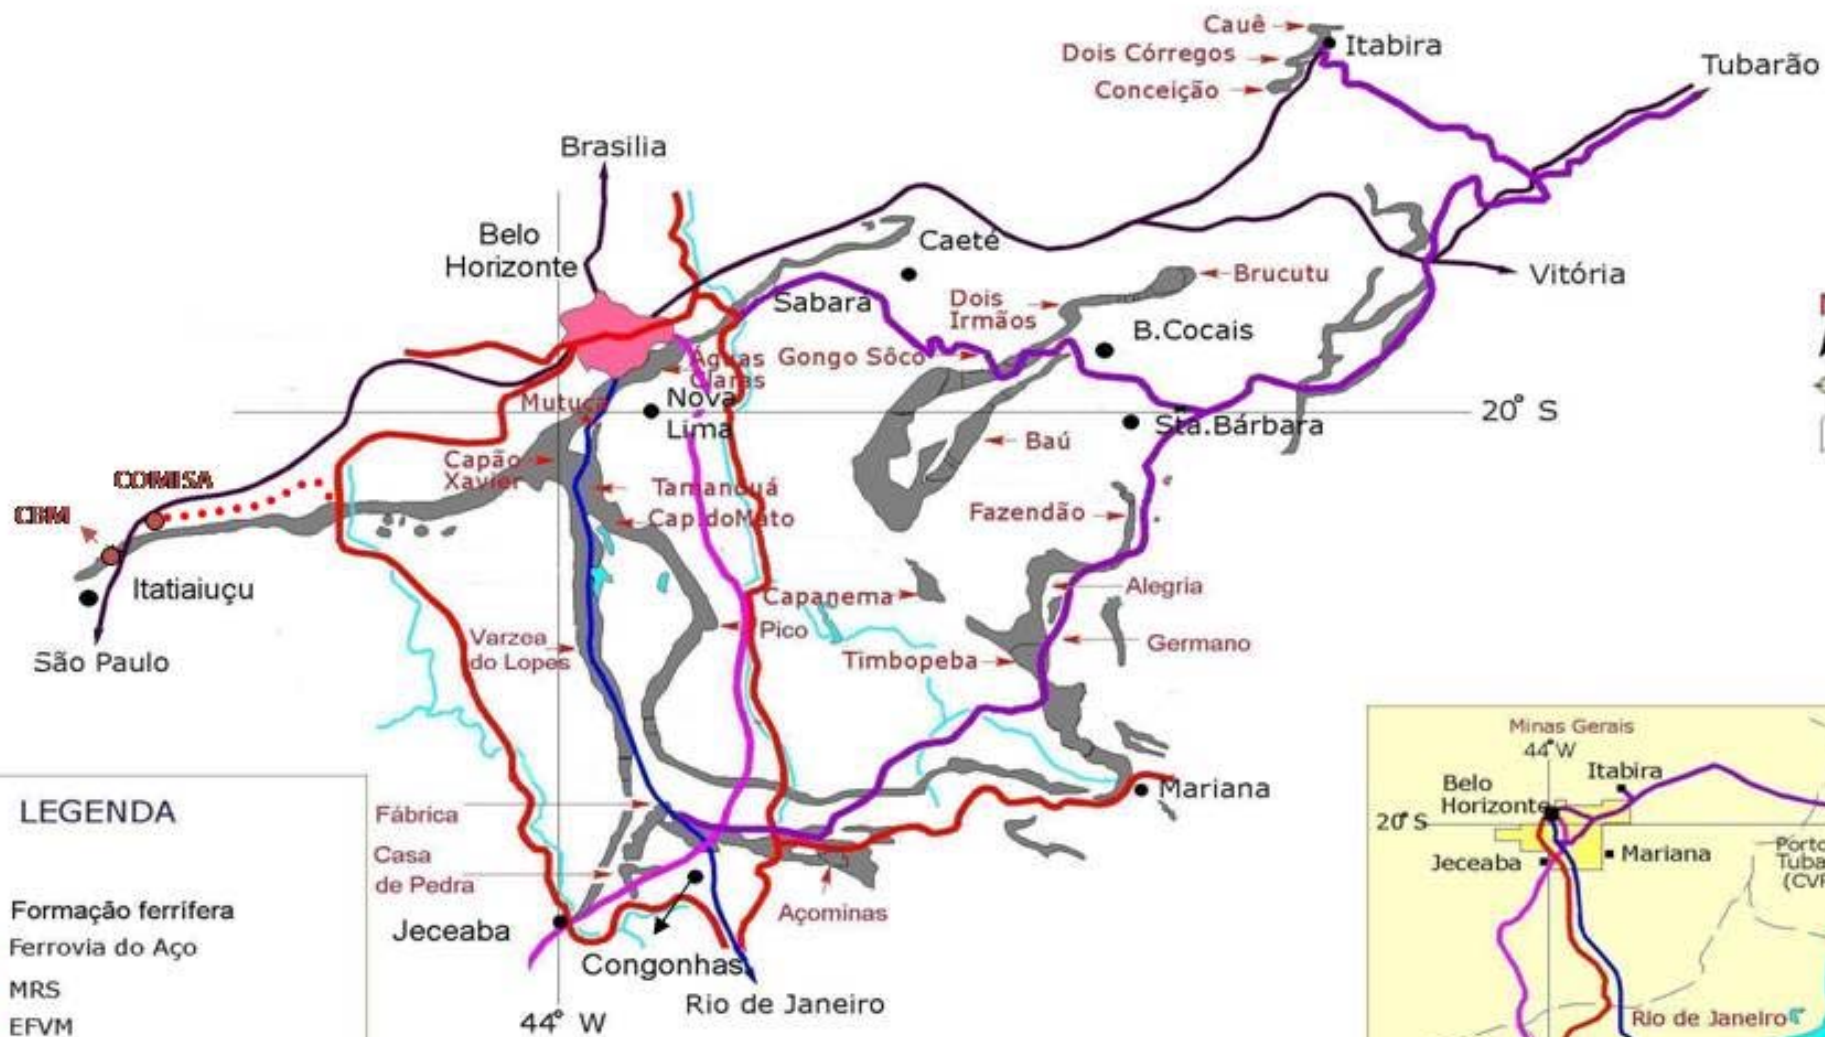 Cauê
Dois Córregos
Conceição
Itabira
Tubarão
Brasilia
Belo
Horizonte
Caeté
Sabará
Dois
Irmãos
Brucutu
Vitória
B.Cocais
Águas
Claras
Gongo Sôco
Mutuca
Nova
Lima
20° S
Sta.Bárbara
Baú
Capão
Xavier
COMISA
Tamanduá
Cap.doMato
CBM
Fazendão
Itatiaiuçu
São Paulo
Capanema
Alegria
Pico
Varzea
do Lopes
Germano
Timbopeba
Mariana
Fábrica
Casa
de Pedra
Açominas
Jeceaba
Congonhas
Rio de Janeiro
44° W
LEGENDA
Formação ferrífera
Ferrovia do Aço
MRS
EFVM
Minas Gerais
44° W
Itabira
Belo
Horizonte
20° S
Jeceaba
Mariana
Rio de Janeiro